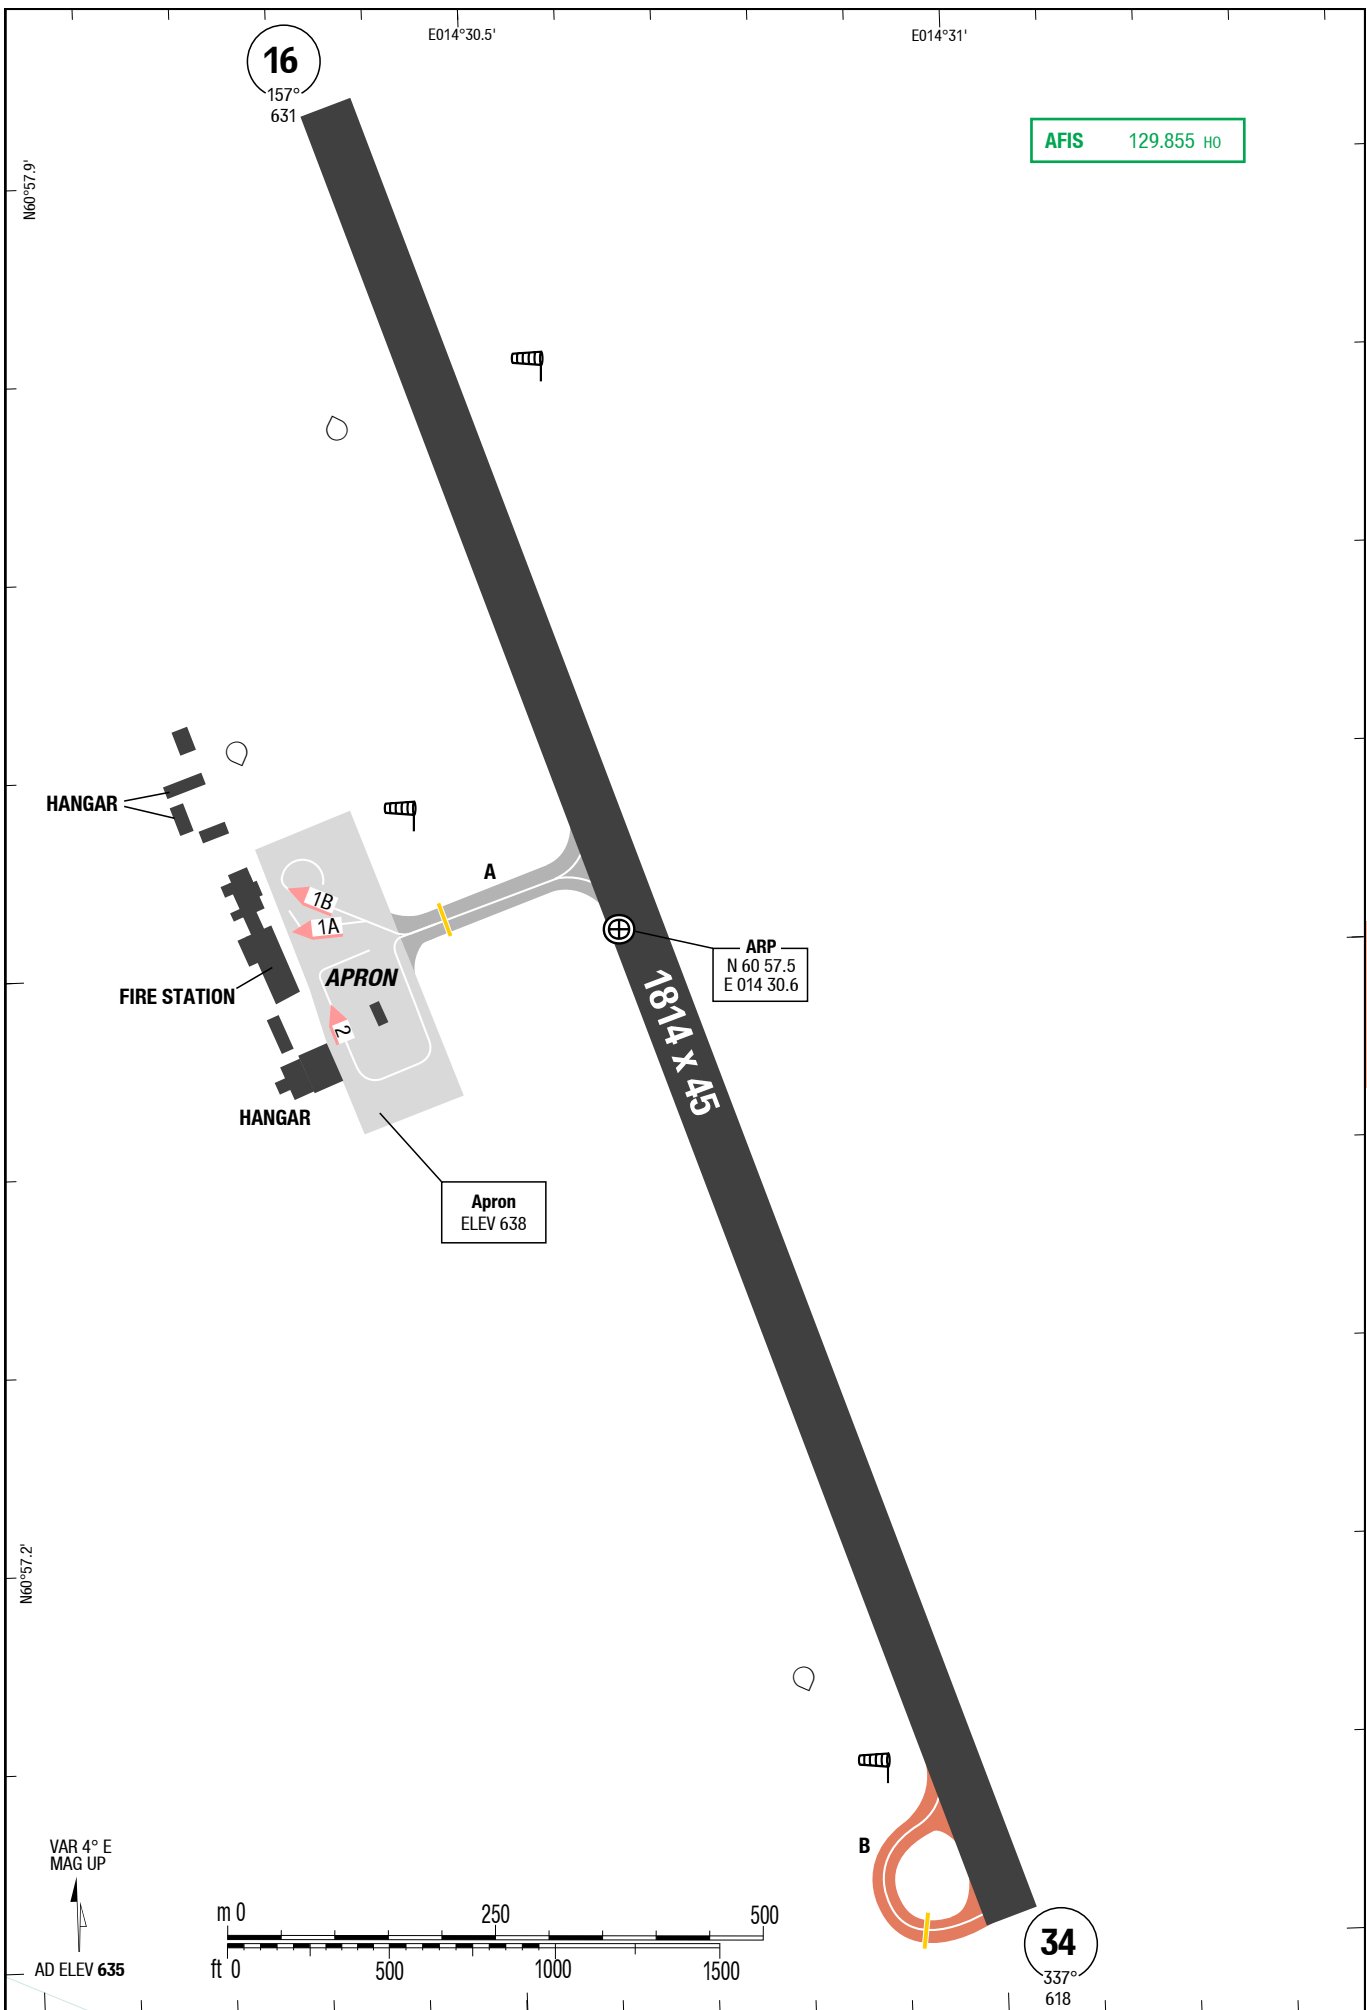 E014°30.5'
E014°31'
16
157°
631
AFIS 129.855 HO
N60°57.9'
HANGAR
A
1B
1A
ARP
N 60 57.5
E 014 30.6
APRON
FIRE STATION
1814 x 45
2
HANGAR
Apron
ELEV 638
N60°57.2'
B
VAR 4° E
MAG UP
m 0 250 500
ft 0 500 1000 1500
AD ELEV 635
34
337°
618